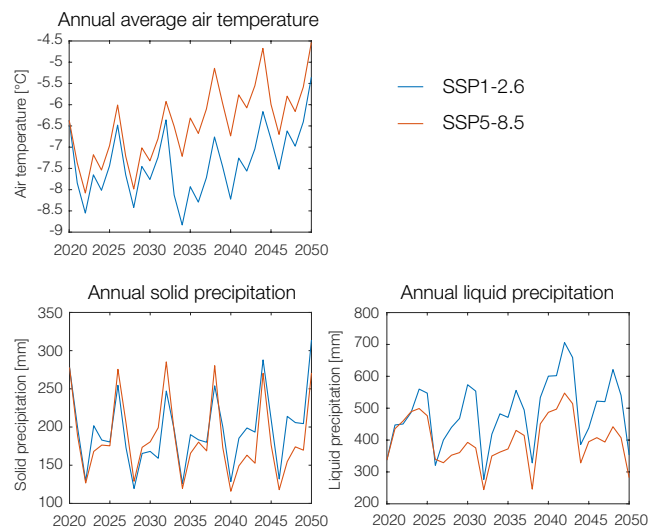 Annual average air temperature
Air temperature [°C]
-4.5
-5
-5.5
-6
-6.5
-7
-7.5
-8
-8.5
-9
2020 2025 2030 2035 2040 2045 2050
SSP1-2.6
SSP5-8.5
Annual solid precipitation
Solid precipitation [mm]
350
300
250
200
150
100
2020 2025 2030 2035 2040 2045 2050
Annual liquid precipitation
Liquid precipitation [mm]
800
700
600
500
400
300
200
2020 2025 2030 2035 2040 2045 2050